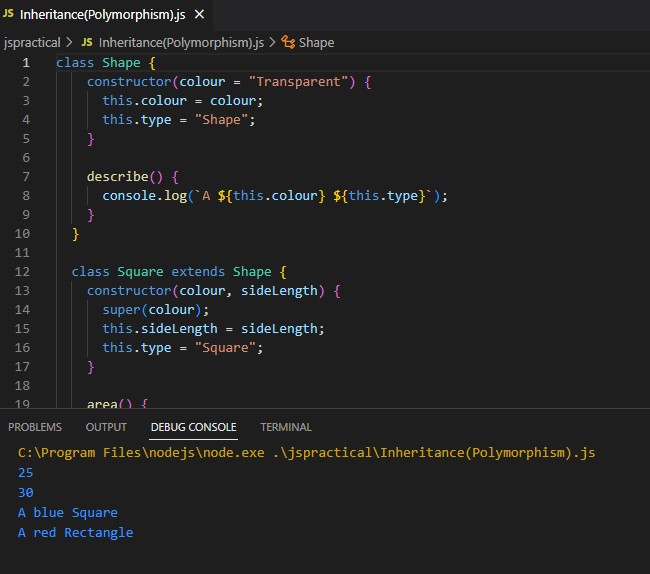 JS Inheritance(Polymorphism).js ×
jspractical > JS Inheritance(Polymorphism).js > Shape
1 class Shape {
2 constructor(colour = "Transparent") {
3 this.colour = colour;
4 this.type = "Shape";
5 }
6
7 describe() {
8 console.log(`A ${this.colour} ${this.type}`);
9 }
10 }
11
12 class Square extends Shape {
13 constructor(colour, sideLength) {
14 super(colour);
15 this.sideLength = sideLength;
16 this.type = "Square";
17 }
18
19 area() {
PROBLEMS OUTPUT DEBUG CONSOLE TERMINAL
C:\Program Files\nodejs\node.exe .\jspractical\Inheritance(Polymorphism).js
25
30
A blue Square
A red Rectangle